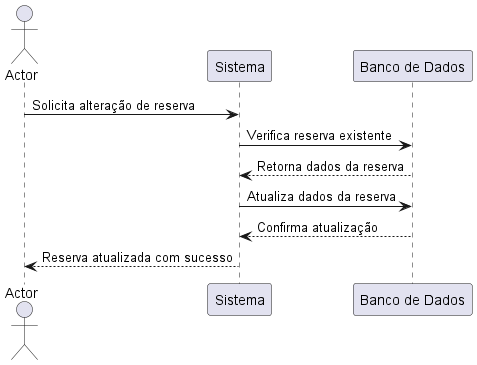 Actor
Sistema
Banco de Dados
Solicita alteração de reserva
Verifica reserva existente
Retorna dados da reserva
Atualiza dados da reserva
Confirma atualização
Reserva atualizada com sucesso
Actor
Sistema
Banco de Dados